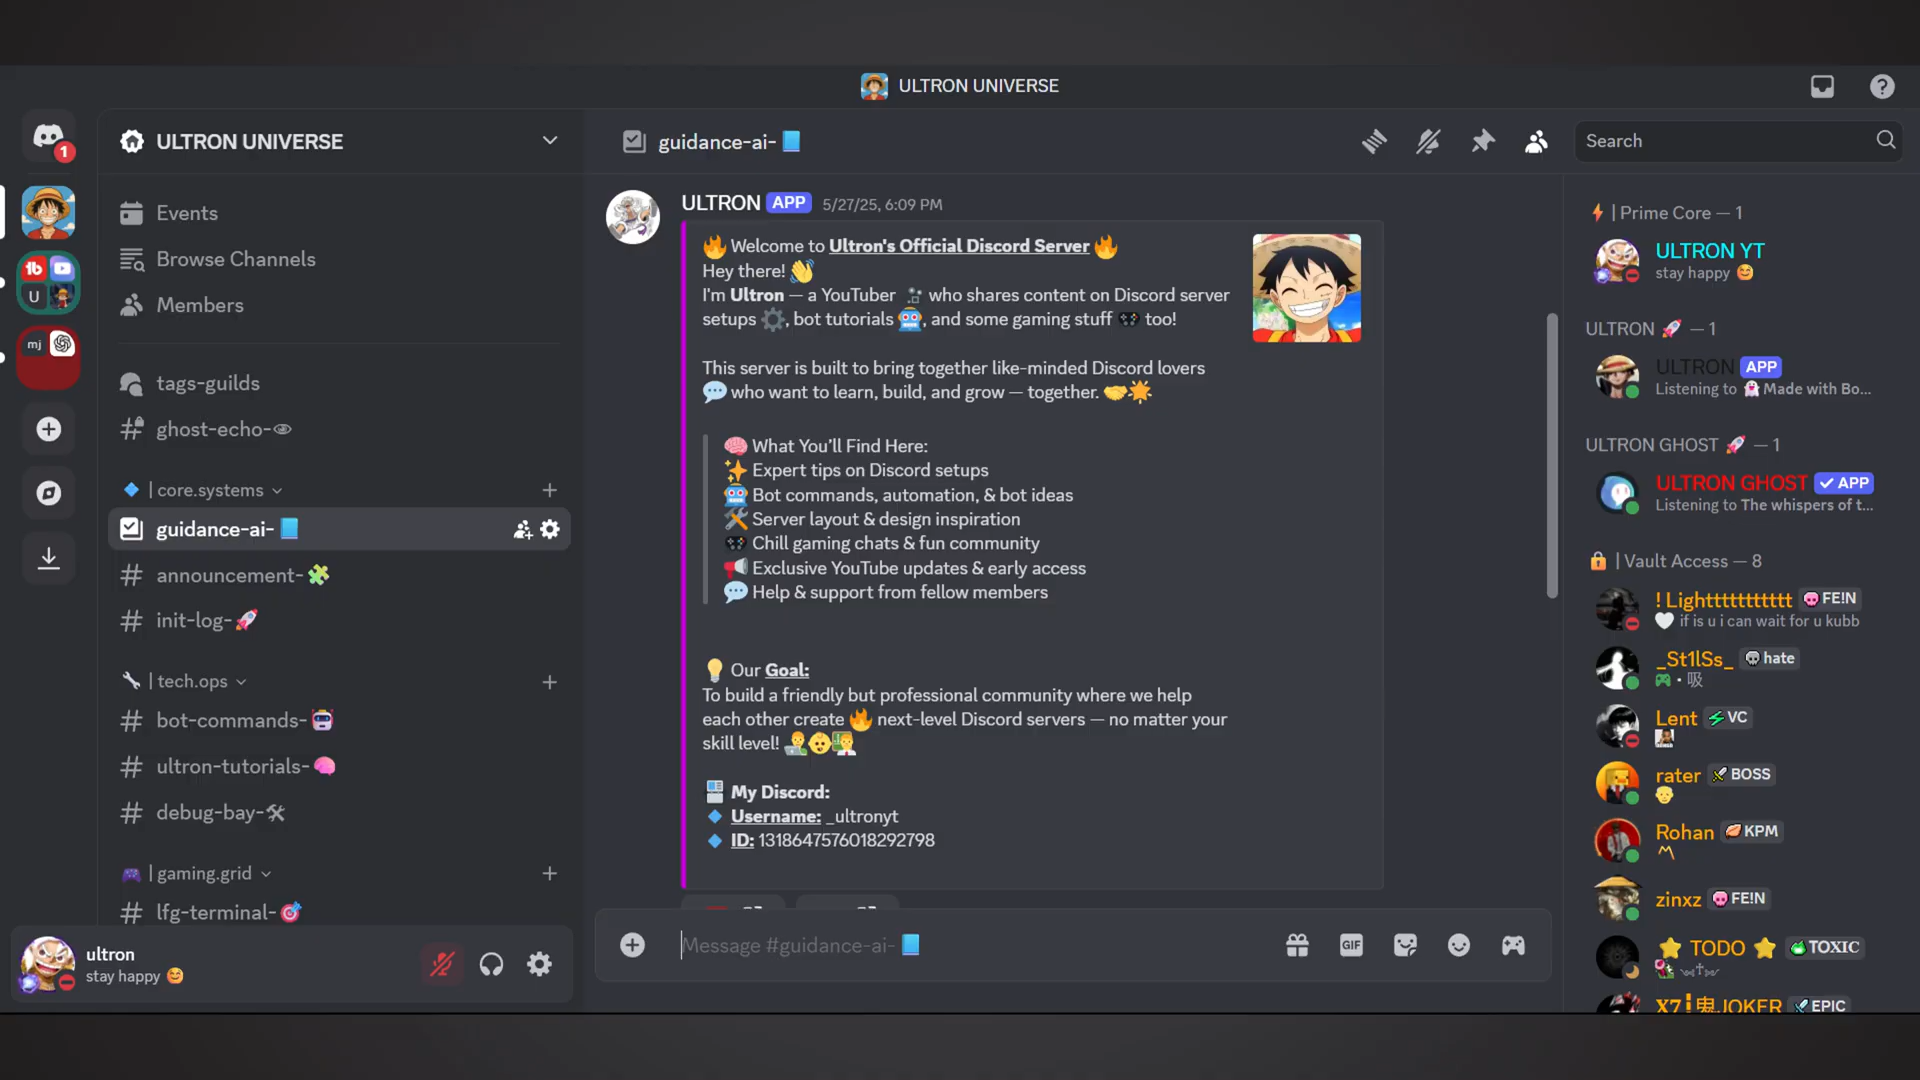 ULTRON UNIVERSE
1
ULTRON UNIVERSE
Events
Browse Channels
Members
tags-guilds
ghost-echo-👁
🔷 | core.systems
guidance-ai-📘
announcement-🧩
init-log-🚀
🔧 | tech.ops
bot-commands-🤖
ultron-tutorials-🧠
debug-bay-🛠
🎮 | gaming.grid
lfg-terminal-🎯
ultron
stay happy 😊
mj
U
guidance-ai-📘
Search
ULTRON APP 5/27/25, 6:09 PM
🔥 Welcome to Ultron's Official Discord Server 🔥
Hey there! 👋
I'm Ultron — a YouTuber who shares content on Discord server
setups ⚙️, bot tutorials 🤖, and some gaming stuff 🎮 too!
This server is built to bring together like-minded Discord lovers
💬 who want to learn, build, and grow — together. 🤝🌟
🧠 What You'll Find Here:
✨ Expert tips on Discord setups
🤖 Bot commands, automation, & bot ideas
🛠 Server layout & design inspiration
🎮 Chill gaming chats & fun community
📢 Exclusive YouTube updates & early access
💬 Help & support from fellow members
💡 Our Goal:
To build a friendly but professional community where we help
each other create 🔥 next-level Discord servers — no matter your
skill level! 👨‍💻👶👨‍🏫
My Discord:
🔹 Username: _ultronyt
🔹 ID: 1318647576018292798
Message #guidance-ai-📘
GIF
⚡ | Prime Core — 1
ULTRON YT
stay happy 😊
ULTRON 🚀 — 1
ULTRON APP
Listening to 👻 Made with Bo...
ULTRON GHOST 🚀 — 1
ULTRON GHOST ✓ APP
Listening to The whispers of t...
🔒 | Vault Access — 8
! Lighttttttttttt FE!N
🤍 if is u i can wait for u kubb
_St1lSs_ hate
🎮 • 吸
Lent VC
rater BOSS
Rohan KPM
zinxz FE!N
⭐ TODO ⭐ TOXIC
X7 JOKER EPIC